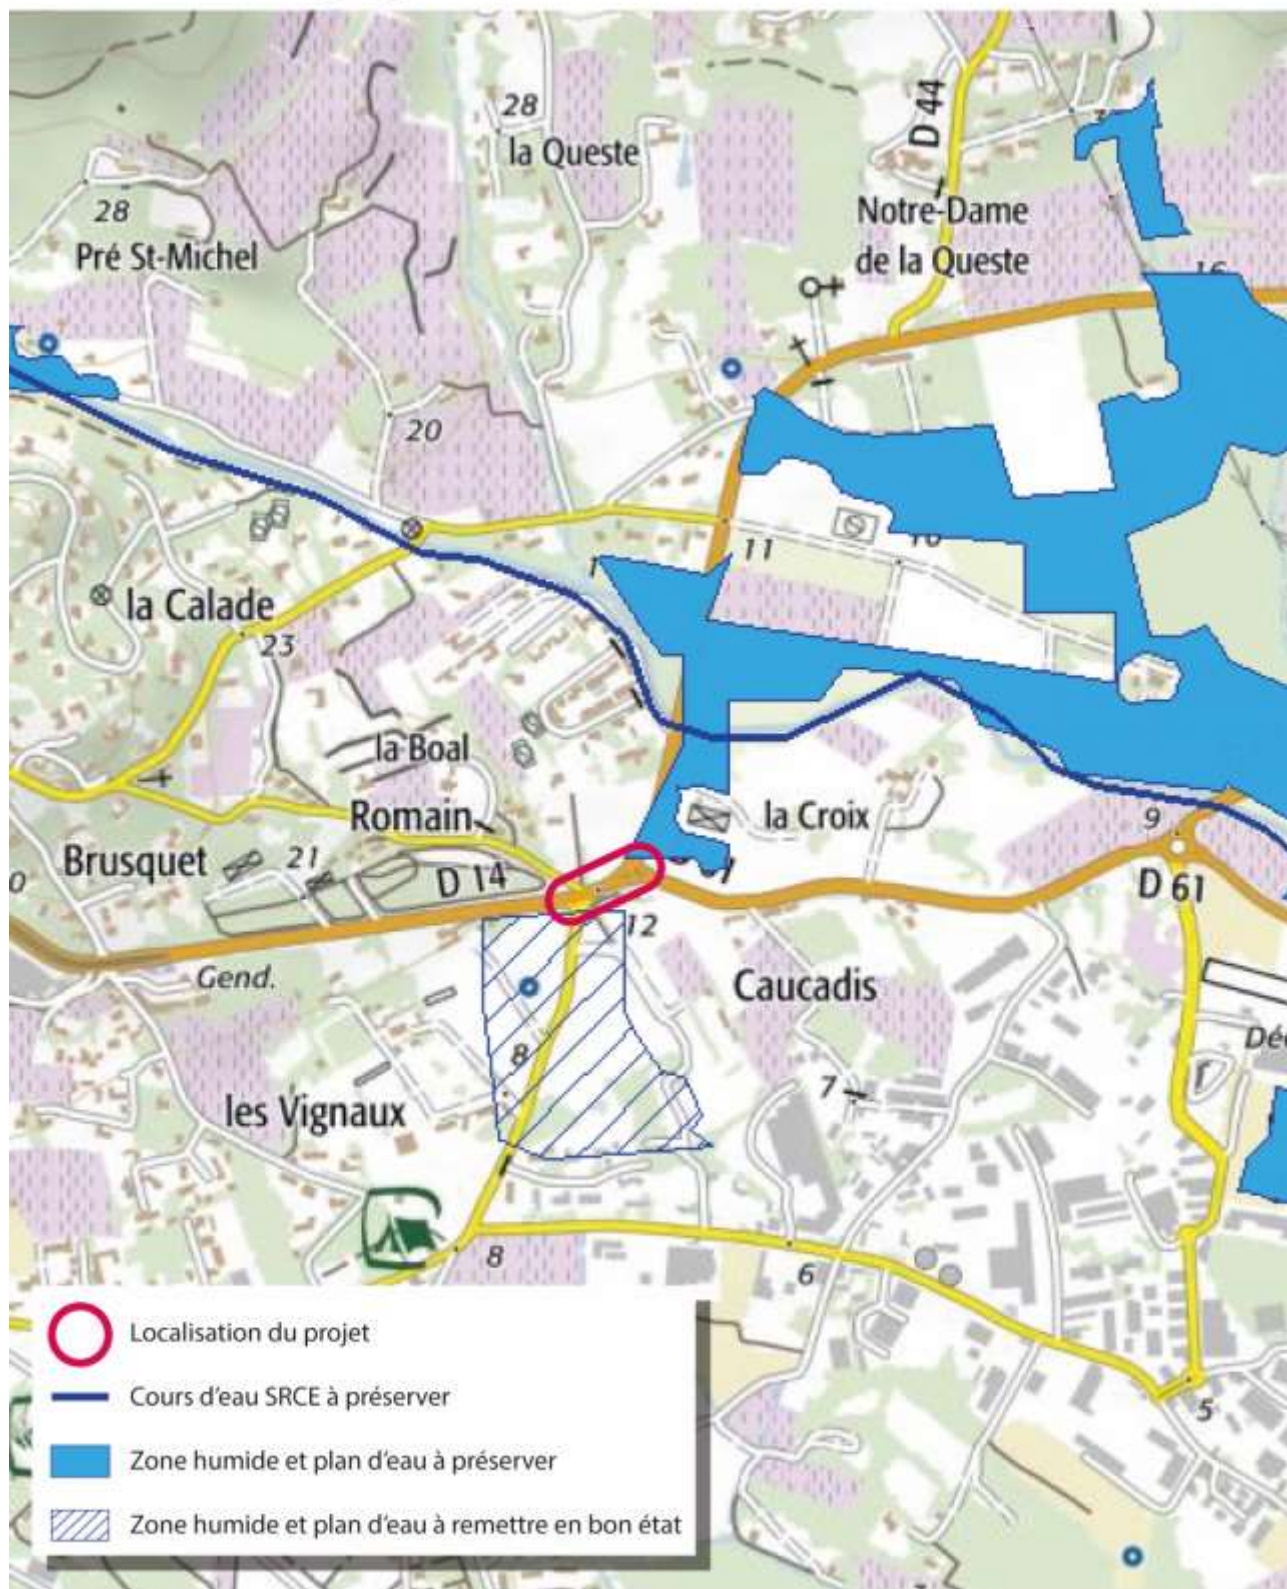 D 44
28
la Queste
Notre-Dame
de la Queste
28
Pré St-Michel
16
20
11
la Calade
23
la Boal
Romain
la Croix
9
Brusquet
21
D 14
D 61
12
Gend.
Caucadis
8
7
les Vignaux
8
6
5
Localisation du projet
Cours d'eau SRCE à préserver
Zone humide et plan d'eau à préserver
Zone humide et plan d'eau à remettre en bon état